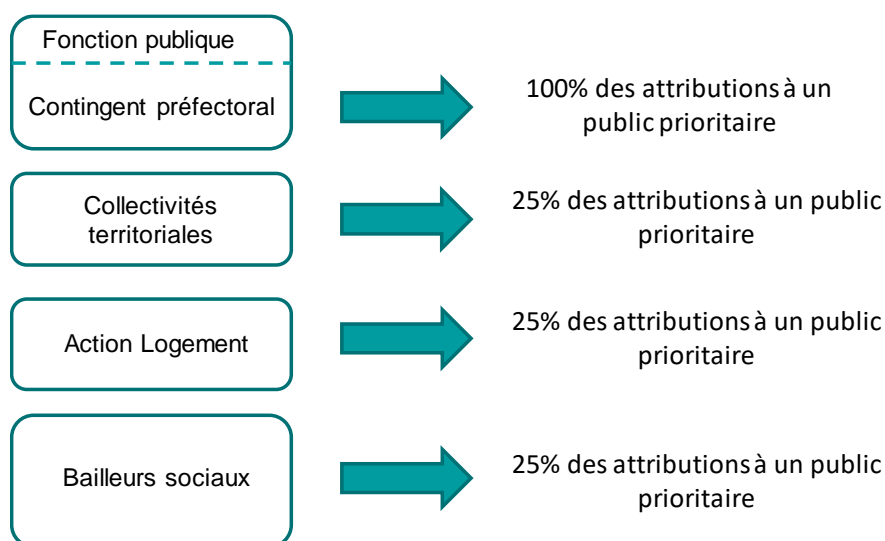 Fonction publique
Contingent préfectoral
100% des attributions à un
public prioritaire
Collectivités
territoriales
25% des attributions à un public
prioritaire
Action Logement
25% des attributions à un public
prioritaire
Bailleurs sociaux
25% des attributions à un public
prioritaire